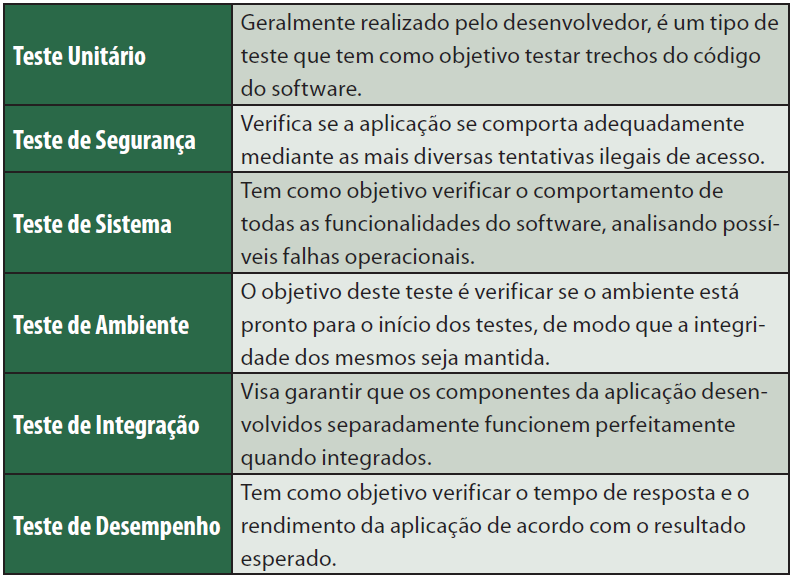 Teste Unitário
Geralmente realizado pelo desenvolvedor, é um tipo de
teste que tem como objetivo testar trechos do código
do software.
Teste de Segurança
Verifica se a aplicação se comporta adequadamente
mediante as mais diversas tentativas ilegais de acesso.
Teste de Sistema
Tem como objetivo verificar o comportamento de
todas as funcionalidades do software, analisando possí-
veis falhas operacionais.
Teste de Ambiente
O objetivo deste teste é verificar se o ambiente está
pronto para o início dos testes, de modo que a integri-
dade dos mesmos seja mantida.
Teste de Integração
Visa garantir que os componentes da aplicação desen-
volvidos separadamente funcionem perfeitamente
quando integrados.
Teste de Desempenho
Tem como objetivo verificar o tempo de resposta e o
rendimento da aplicação de acordo com o resultado
esperado.